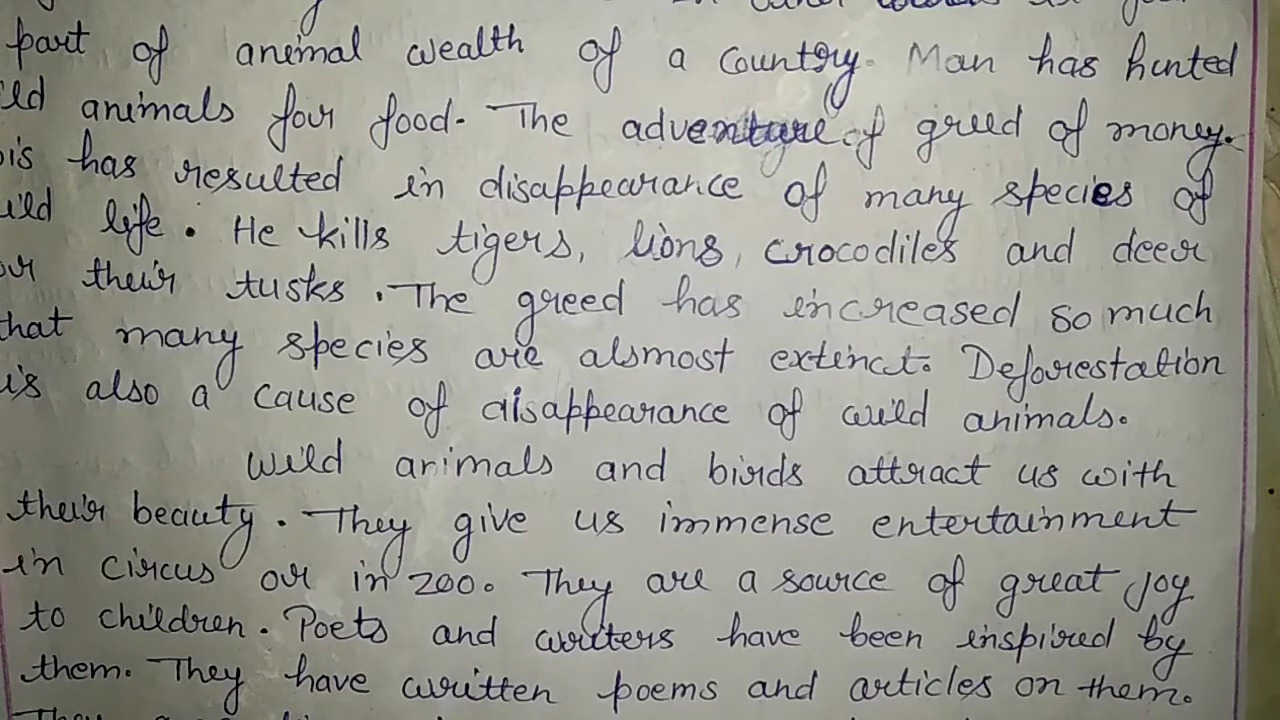 part of animal wealth of a country. Man has hunted
ild animals four food. The adventure of greed of money.
is has resulted in disappearance of many species of
ild life. He kills tigers, lions, crocodiles and deer
or their tusks. The greed has increased so much
that many species are alsmost extinct. Deforestation
is also a cause of disappearance of wild animals.
Wild animals and birds attract us with
their beauty. They give us immense entertainment
in circus or in zoo. They are a source of great joy
to children. Poets and writers have been inspired by
them. They have written poems and articles on them.
They